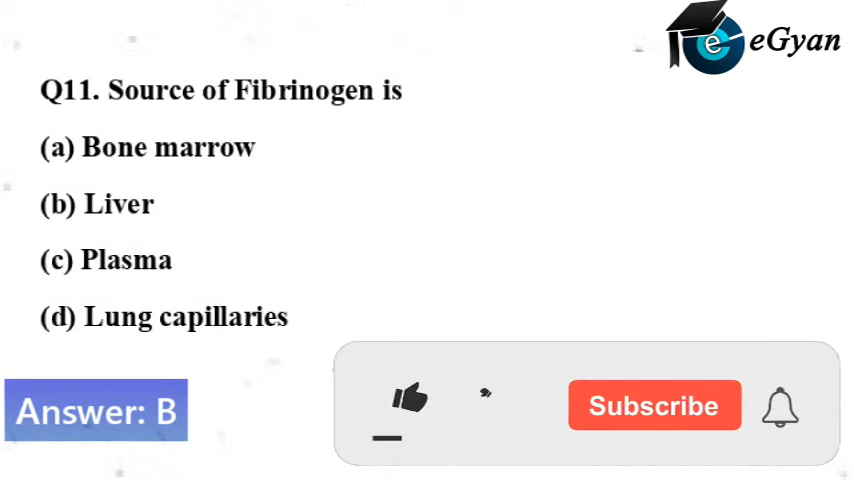 e eGyan
Q11. Source of Fibrinogen is
(a) Bone marrow
(b) Liver
(c) Plasma
(d) Lung capillaries
Answer: B
Subscribe